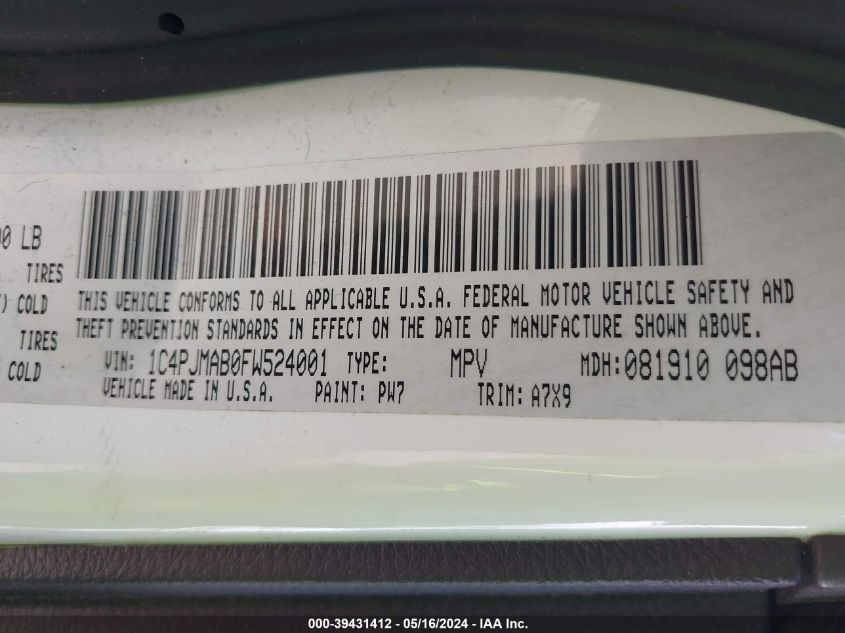 00 LB
TIRES
) COLD
TIRES
COLD
THIS VEHICLE CONFORMS TO ALL APPLICABLE U.S.A. FEDERAL MOTOR VEHICLE SAFETY AND
THEFT PREVENTION STANDARDS IN EFFECT ON THE DATE OF MANUFACTURE SHOWN ABOVE.
VIN: 1C4PJMAB0FW524001 TYPE: MPV MDH:081910 098AB
VEHICLE MADE IN U.S.A. PAINT: PW7 TRIM: A7X9
000-39431412 - 05/16/2024 - IAA Inc.